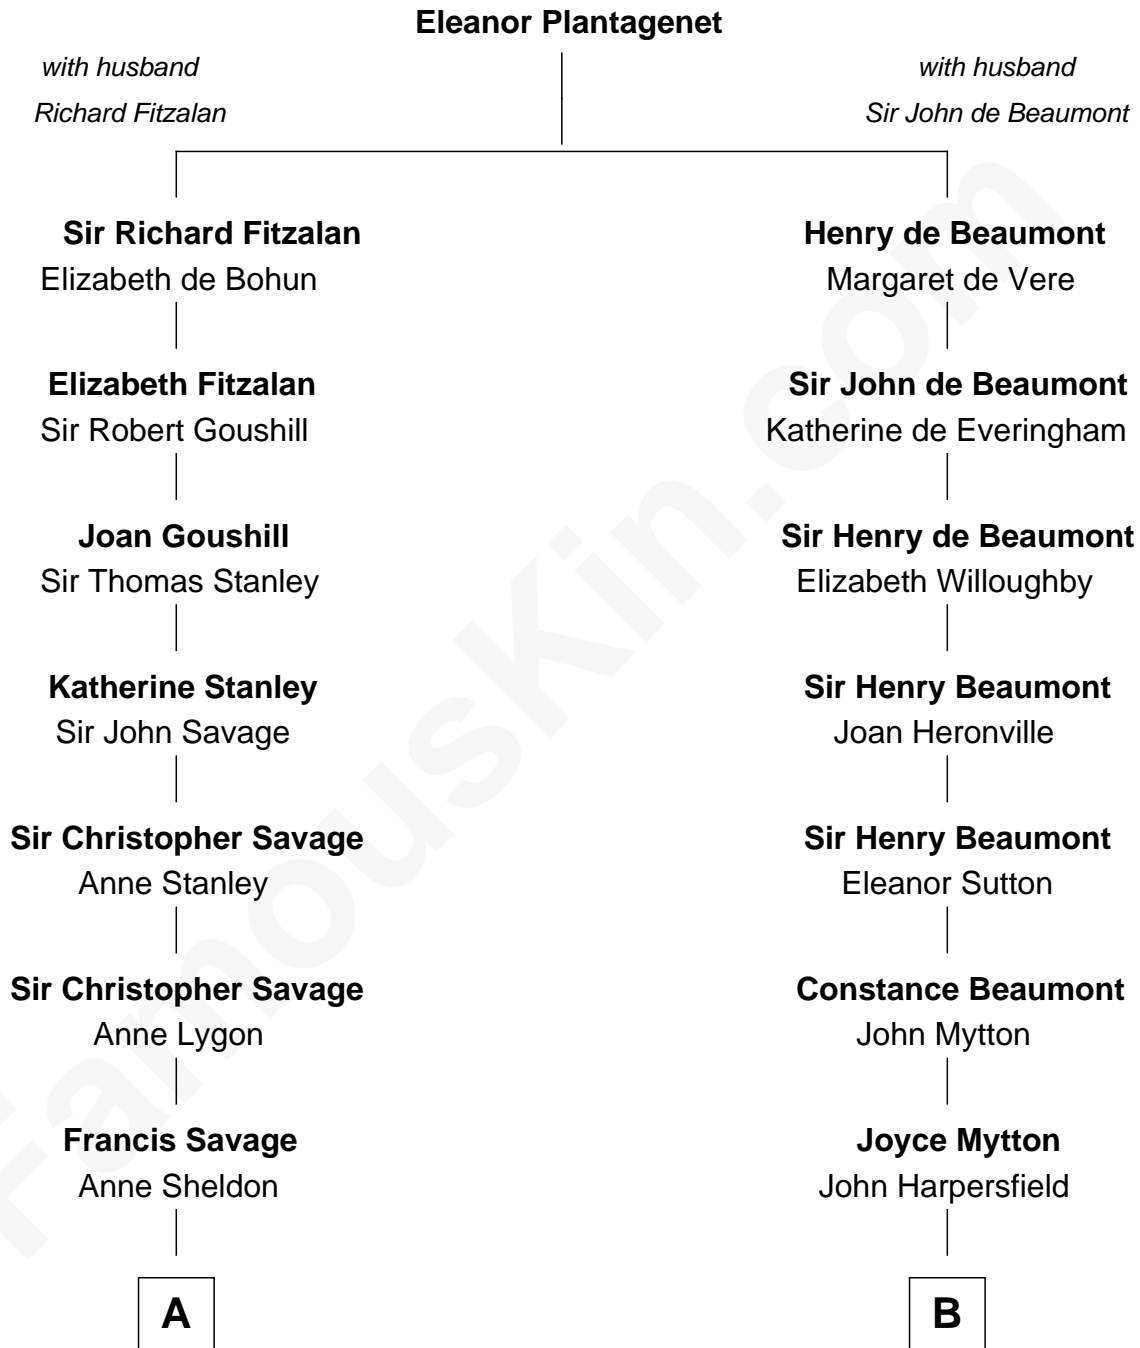 Eleanor Plantagenet
with husband
Richard Fitzalan
with husband
Sir John de Beaumont
Sir Richard Fitzalan
Elizabeth de Bohun
Henry de Beaumont
Margaret de Vere
Elizabeth Fitzalan
Sir Robert Goushill
Sir John de Beaumont
Katherine de Everingham
Joan Goushill
Sir Thomas Stanley
Sir Henry de Beaumont
Elizabeth Willoughby
Katherine Stanley
Sir John Savage
Sir Henry Beaumont
Joan Heronville
Sir Christopher Savage
Anne Stanley
Sir Henry Beaumont
Eleanor Sutton
Sir Christopher Savage
Anne Lygon
Constance Beaumont
John Mytton
Francis Savage
Anne Sheldon
Joyce Mytton
John Harpersfield
A
B
FamousKin.com